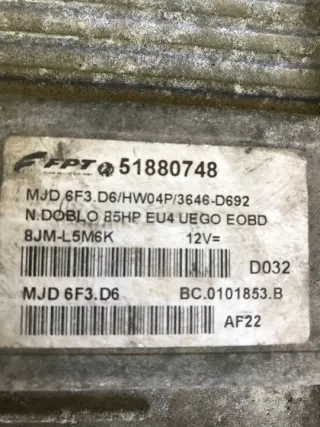 FPT 51880748
MJD 6F3.D6/HW04P/3646-D692
N.DOBLO 85HP EU4 UEGO EOBD
8JM-L5M6K 12V=
D032
MJD 6F3.D6 BC.0101853.B
AF22